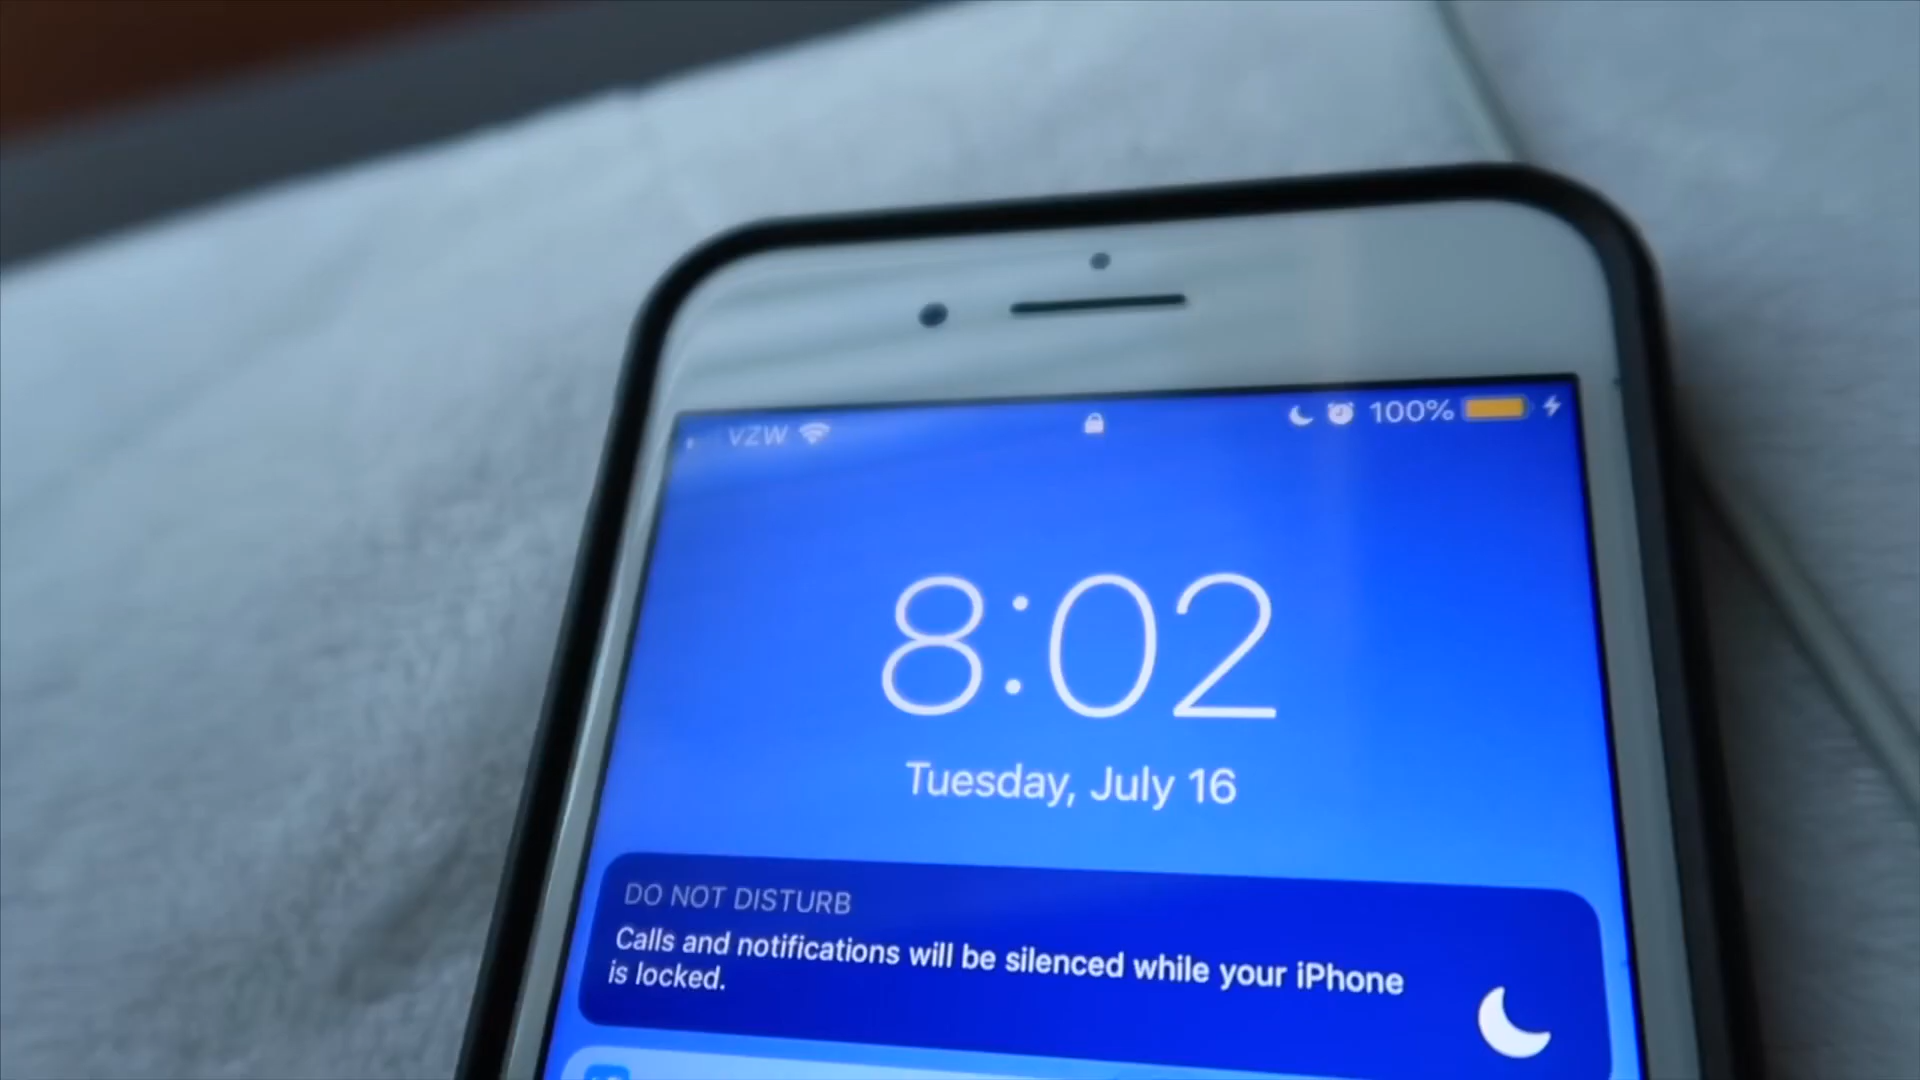 VZW
100%
8:02
Tuesday, July 16
DO NOT DISTURB
Calls and notifications will be silenced while your iPhone
is locked.